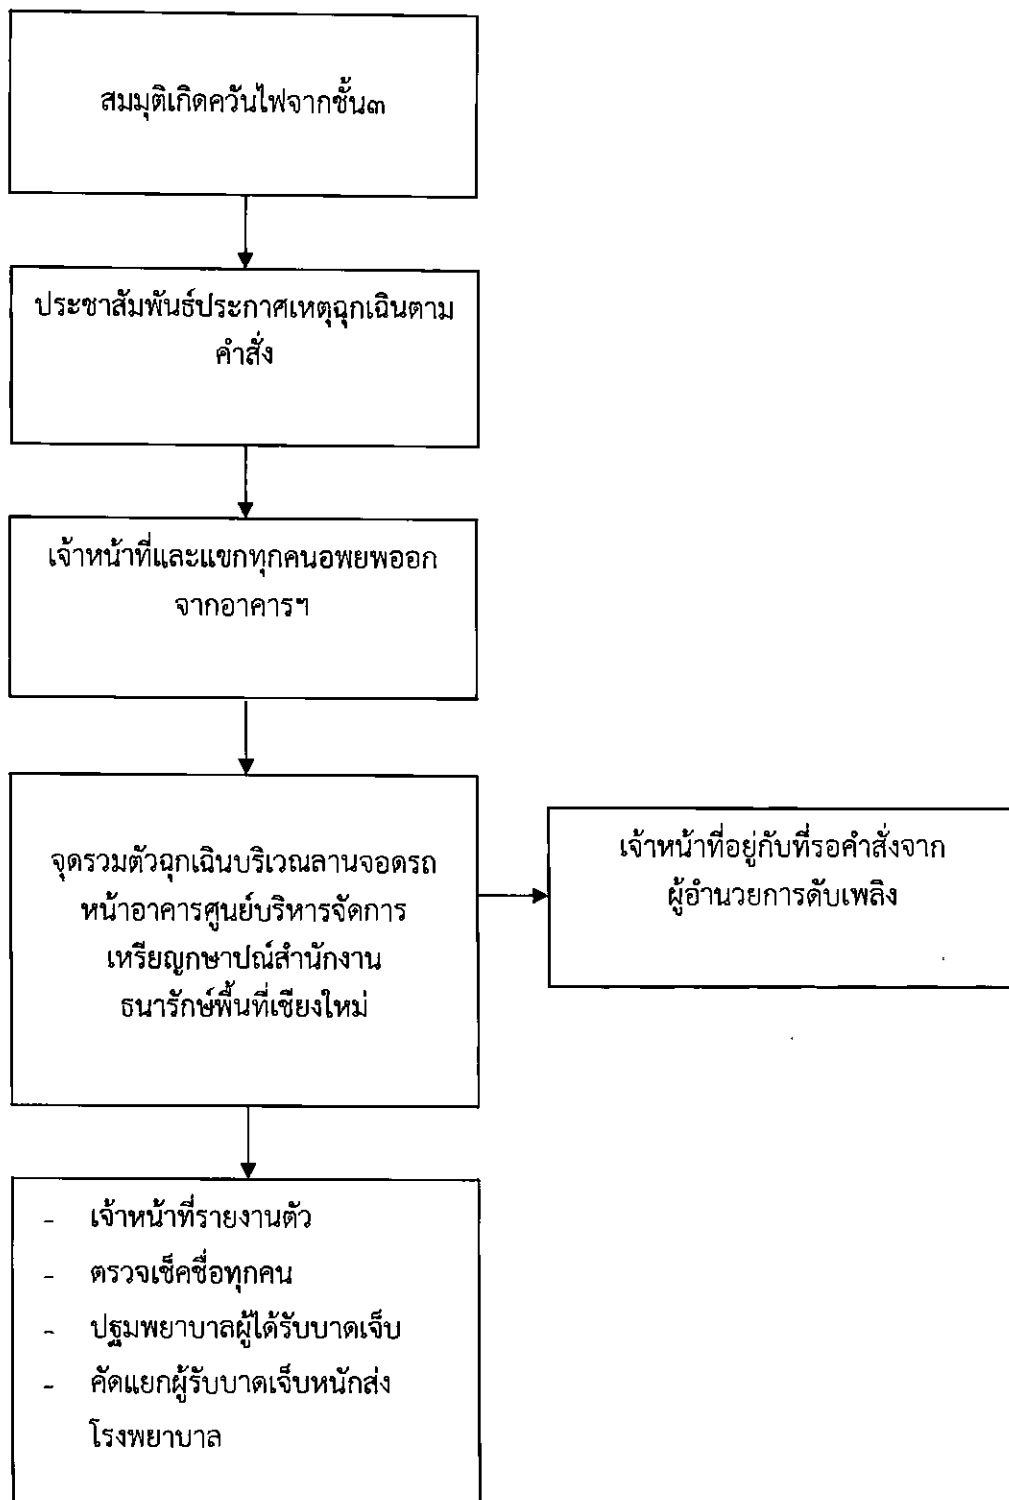 สมมุติเกิดควันไฟจากชั้น๓
ประชาสัมพันธ์ประกาศเหตุฉุกเฉินตาม
คำสั่ง
เจ้าหน้าที่และแขกทุกคนอพยพออก
จากอาคารฯ
จุดรวมตัวฉุกเฉินบริเวณลานจอดรถ
หน้าอาคารศูนย์บริหารจัดการ
เหรียญกษาปณ์สำนักงาน
ธนารักษ์พื้นที่เชียงใหม่
เจ้าหน้าที่อยู่กับที่รอคำสั่งจาก
ผู้อำนวยการดับเพลิง
- เจ้าหน้าที่รายงานตัว
- ตรวจเช็คชื่อทุกคน
- ปฐมพยาบาลผู้ได้รับบาดเจ็บ
- คัดแยกผู้รับบาดเจ็บหนักส่ง
โรงพยาบาล